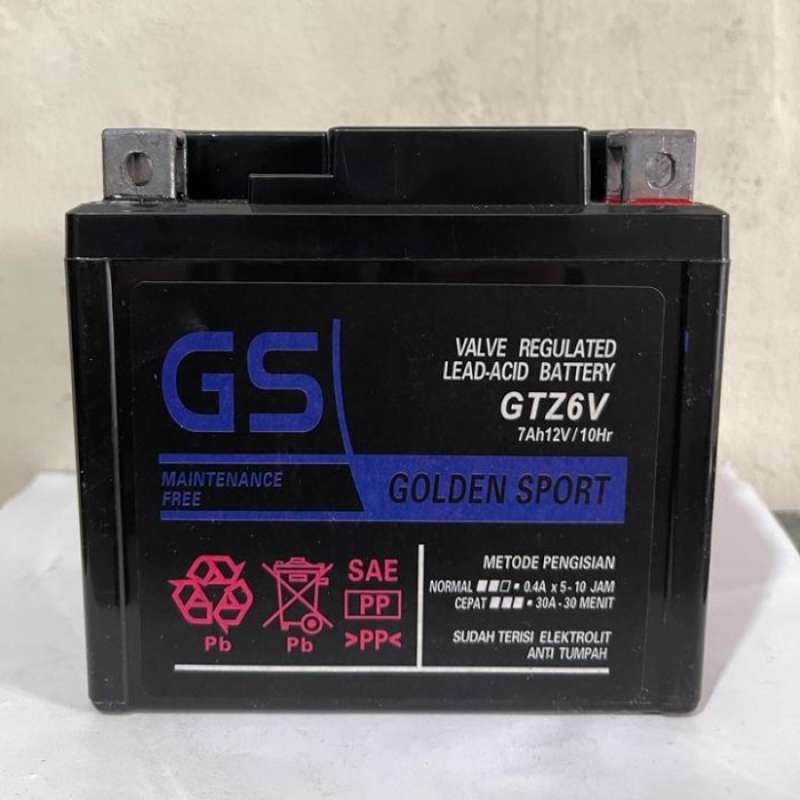 GS
VALVE REGULATED
LEAD-ACID BATTERY
GTZ6V
7Ah12V/10Hr
MAINTENANCE
FREE
GOLDEN SPORT
Pb
Pb
SAE
PP
>PP<
METODE PENGISIAN
NORMAL ■■□ • 0.4A x 5-10 JAM
CEPAT ■■■ • 30A-30 MENIT
SUDAH TERISI ELEKTROLIT
ANTI TUMPAH